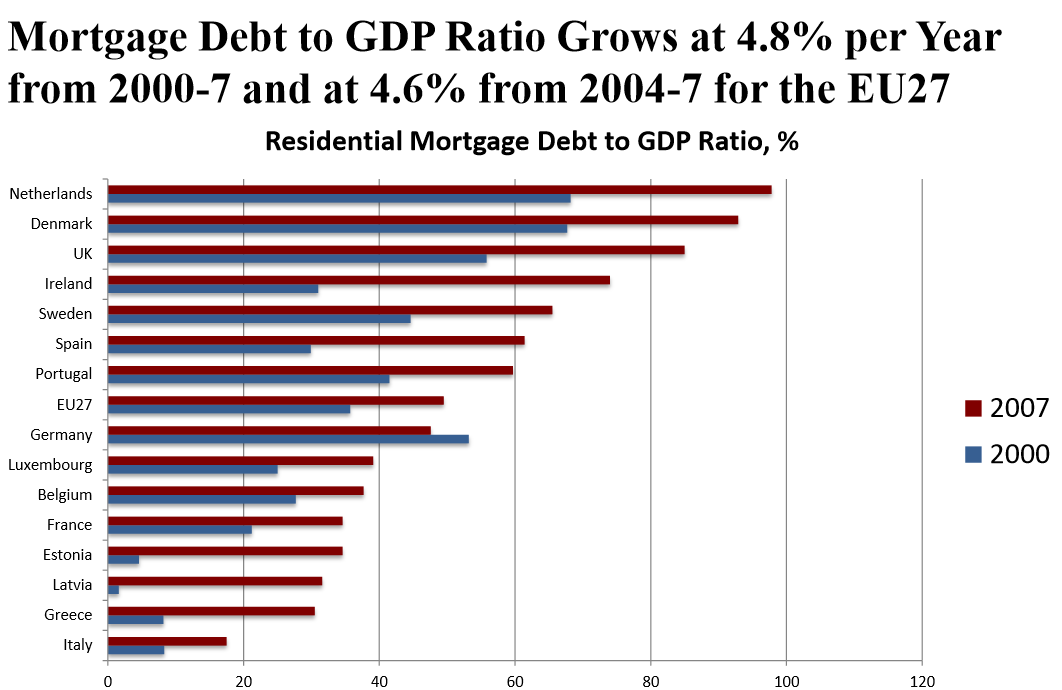 Mortgage Debt to GDP Ratio Grows at 4.8% per Year
from 2000-7 and at 4.6% from 2004-7 for the EU27
Residential Mortgage Debt to GDP Ratio, %
Netherlands
Denmark
UK
Ireland
Sweden
Spain
Portugal
EU27
Germany
Luxembourg
Belgium
France
Estonia
Latvia
Greece
Italy
0 20 40 60 80 100 120
2007
2000